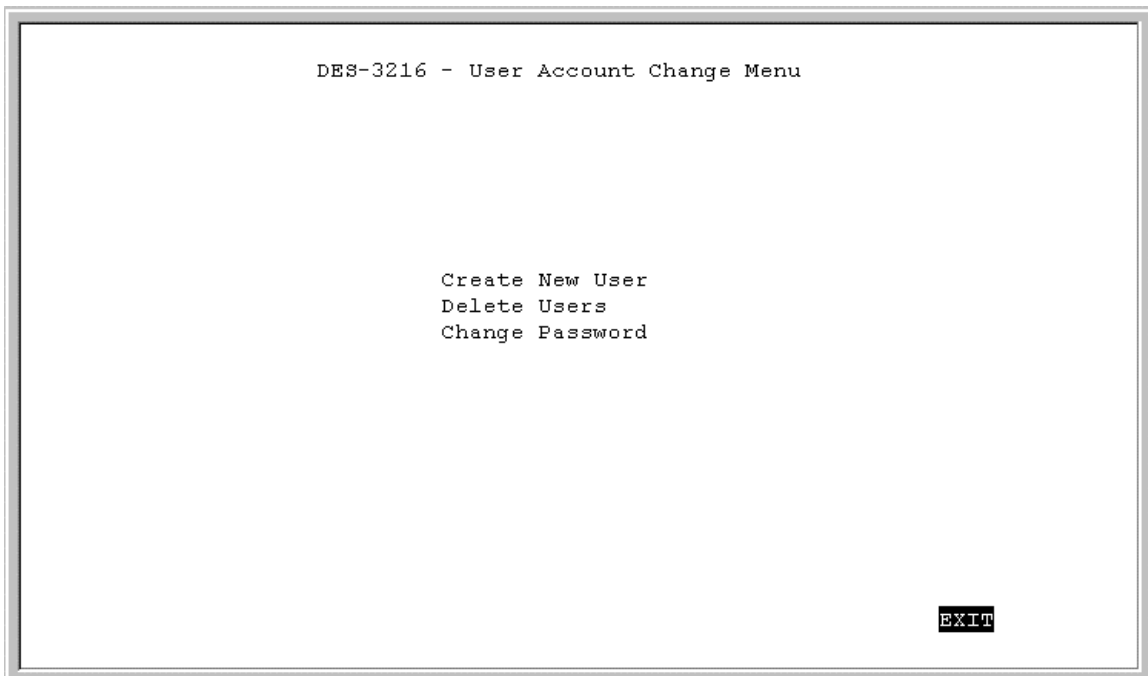 DES-3216 - User Account Change Menu
Create New User
Delete Users
Change Password
EXIT